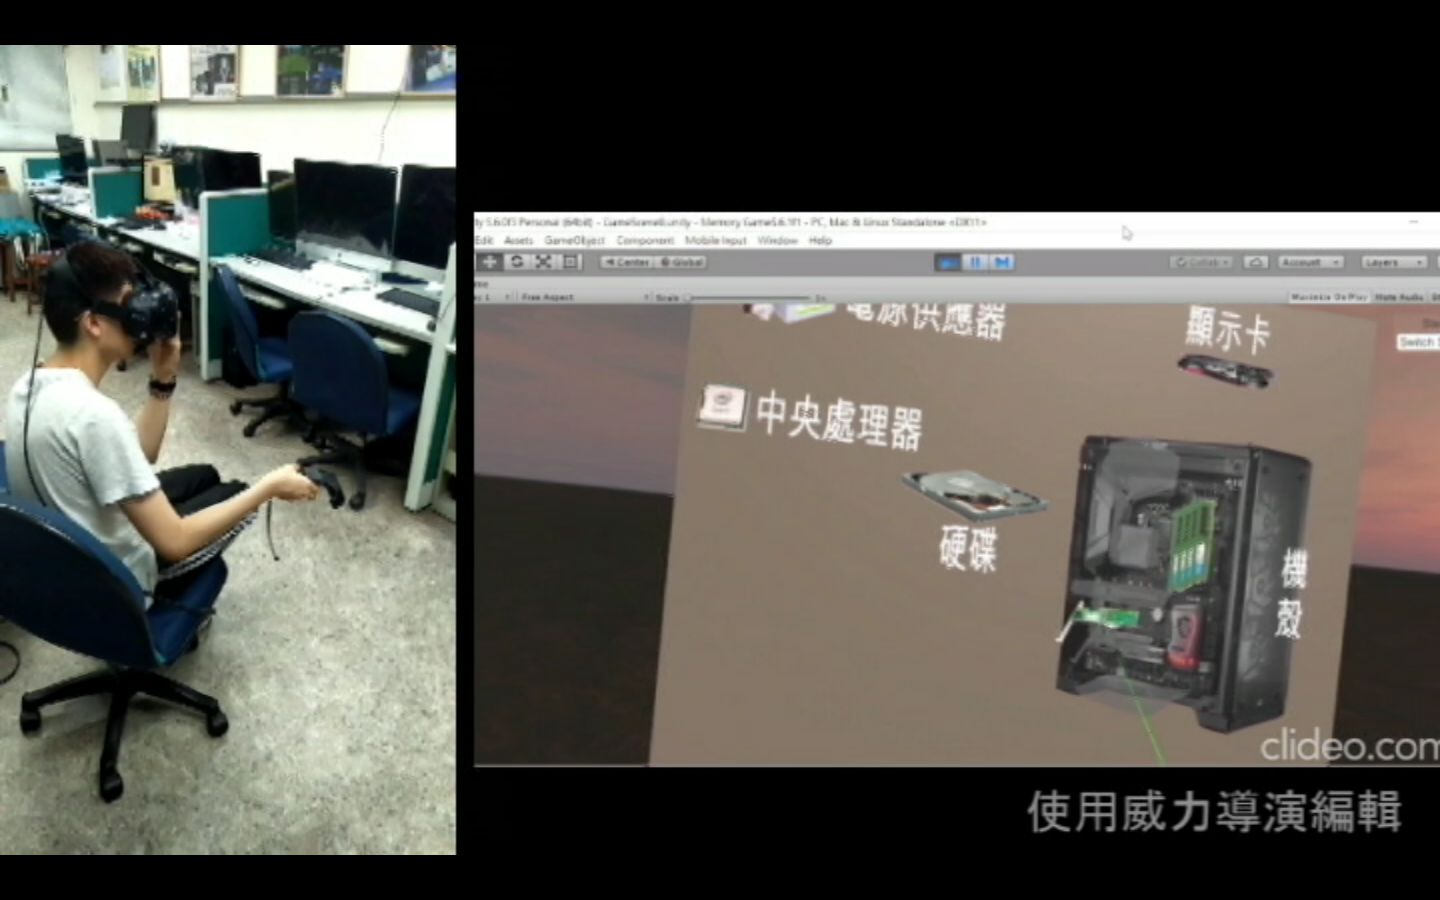 ty 5.6.0f3 Personal (64bit) - GameScene8.unity - Memory Game5.6.1f1 - PC, Mac & Linux Standalone <DX11>
Edit Assets GameObject Component Mobile Input Window Help
Center Global
Collab Account Layers
Free Aspect Scale 1x Maximize On Play Mute Audio
電源供應器
顯示卡
Switch
中央處理器
硬碟
機殼
clideo.com
使用威力導演編輯